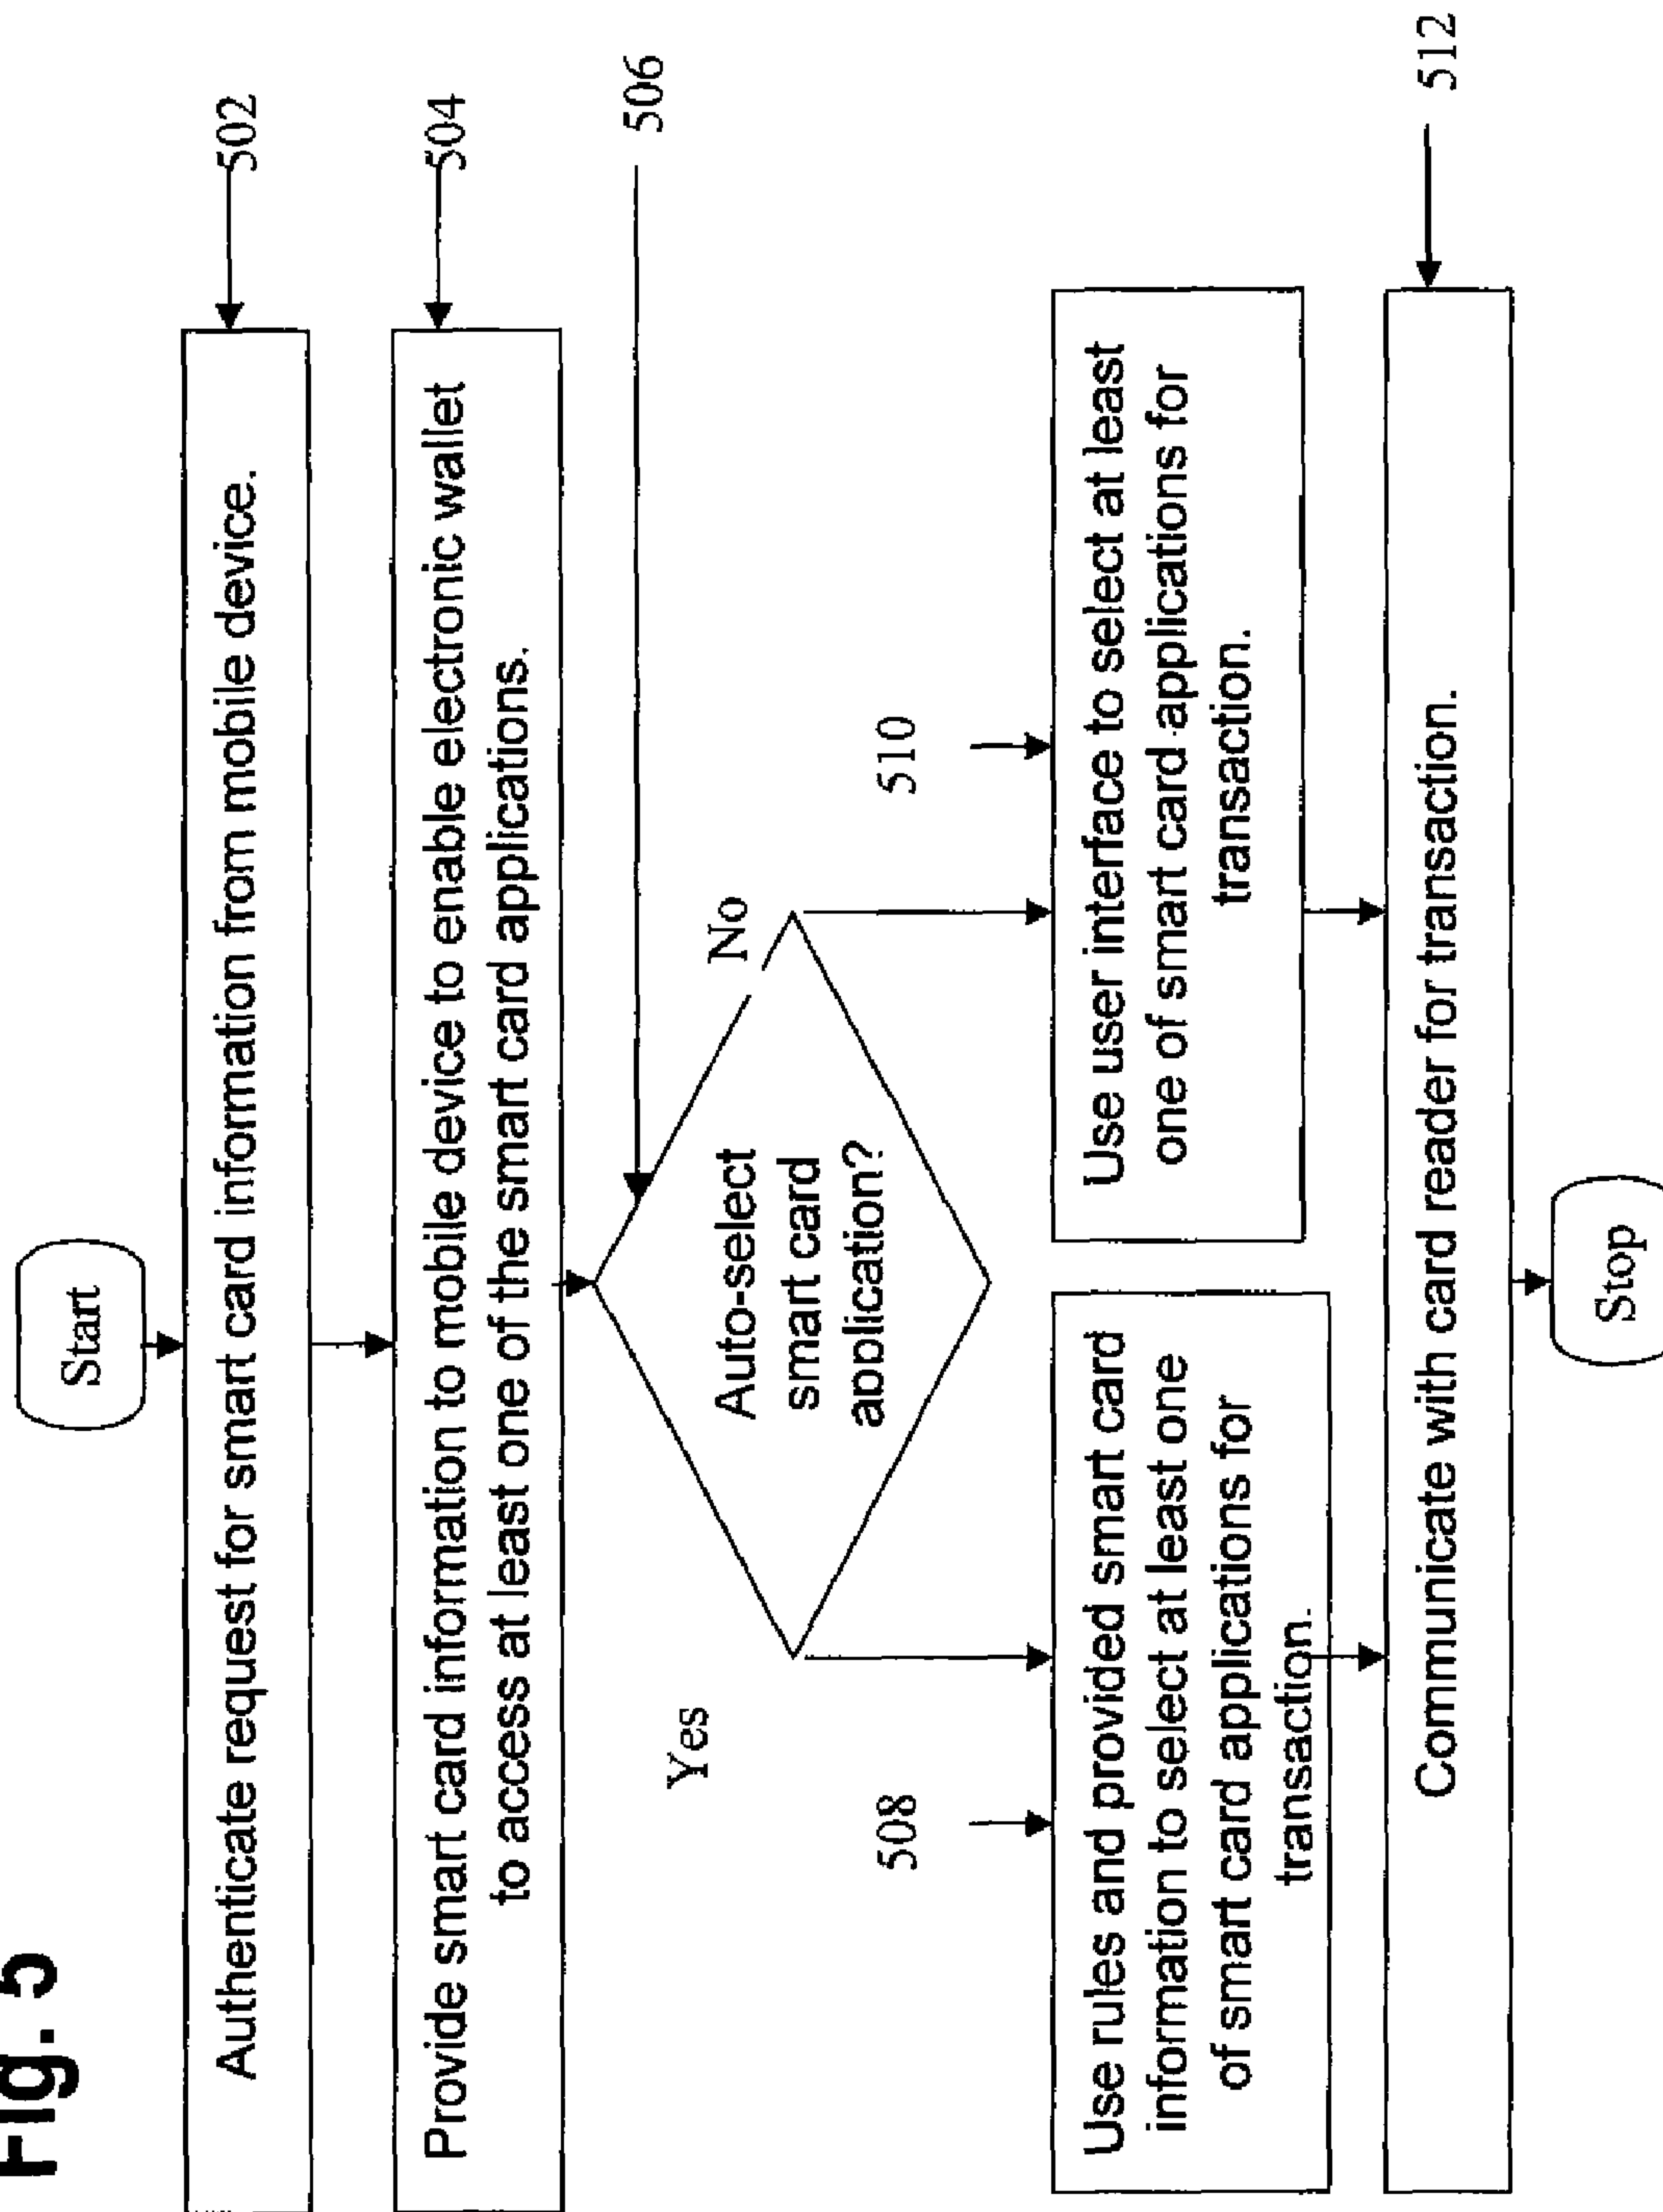 Fig. 5
Start
Authenticate request for smart card information from mobile device.
502
Provide smart card information to mobile device to enable electronic wallet
to access at least one of the smart card applications.
504
506
Auto-select
smart card
application?
Yes
No
508
510
Use rules and provided smart card
information to select at least one
of smart card applications for
transaction.
Use user interface to select at least
one of smart card applications for
transaction.
Communicate with card reader for transaction.
512
Stop